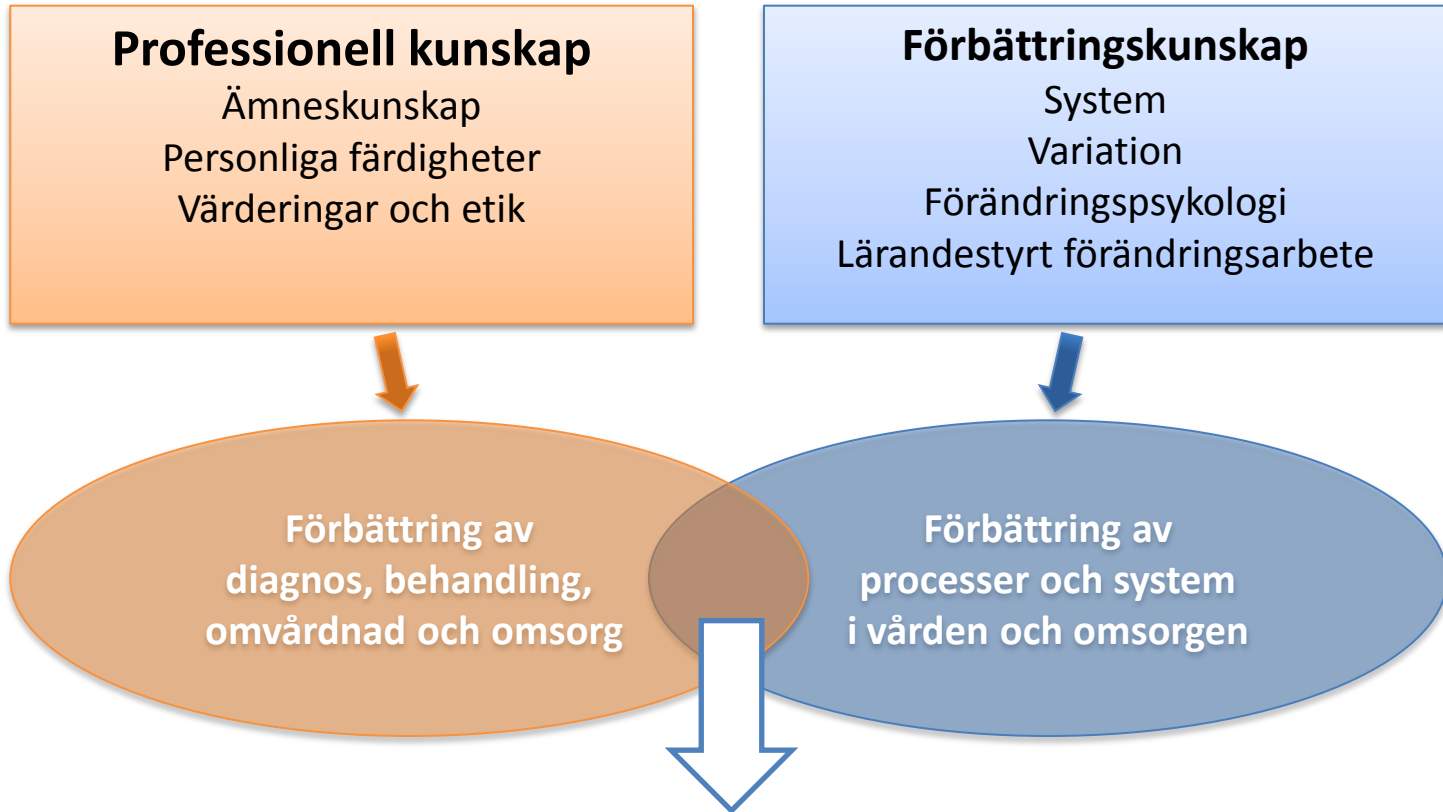 Professionell kunskap
Ämneskunskap
Personliga färdigheter
Värderingar och etik
Förbättringskunskap
System
Variation
Förändringspsykologi
Lärandestyrt förändringsarbete
Förbättring av
diagnos, behandling,
omvårdnad och omsorg
Förbättring av
processer och system
i vården och omsorgen